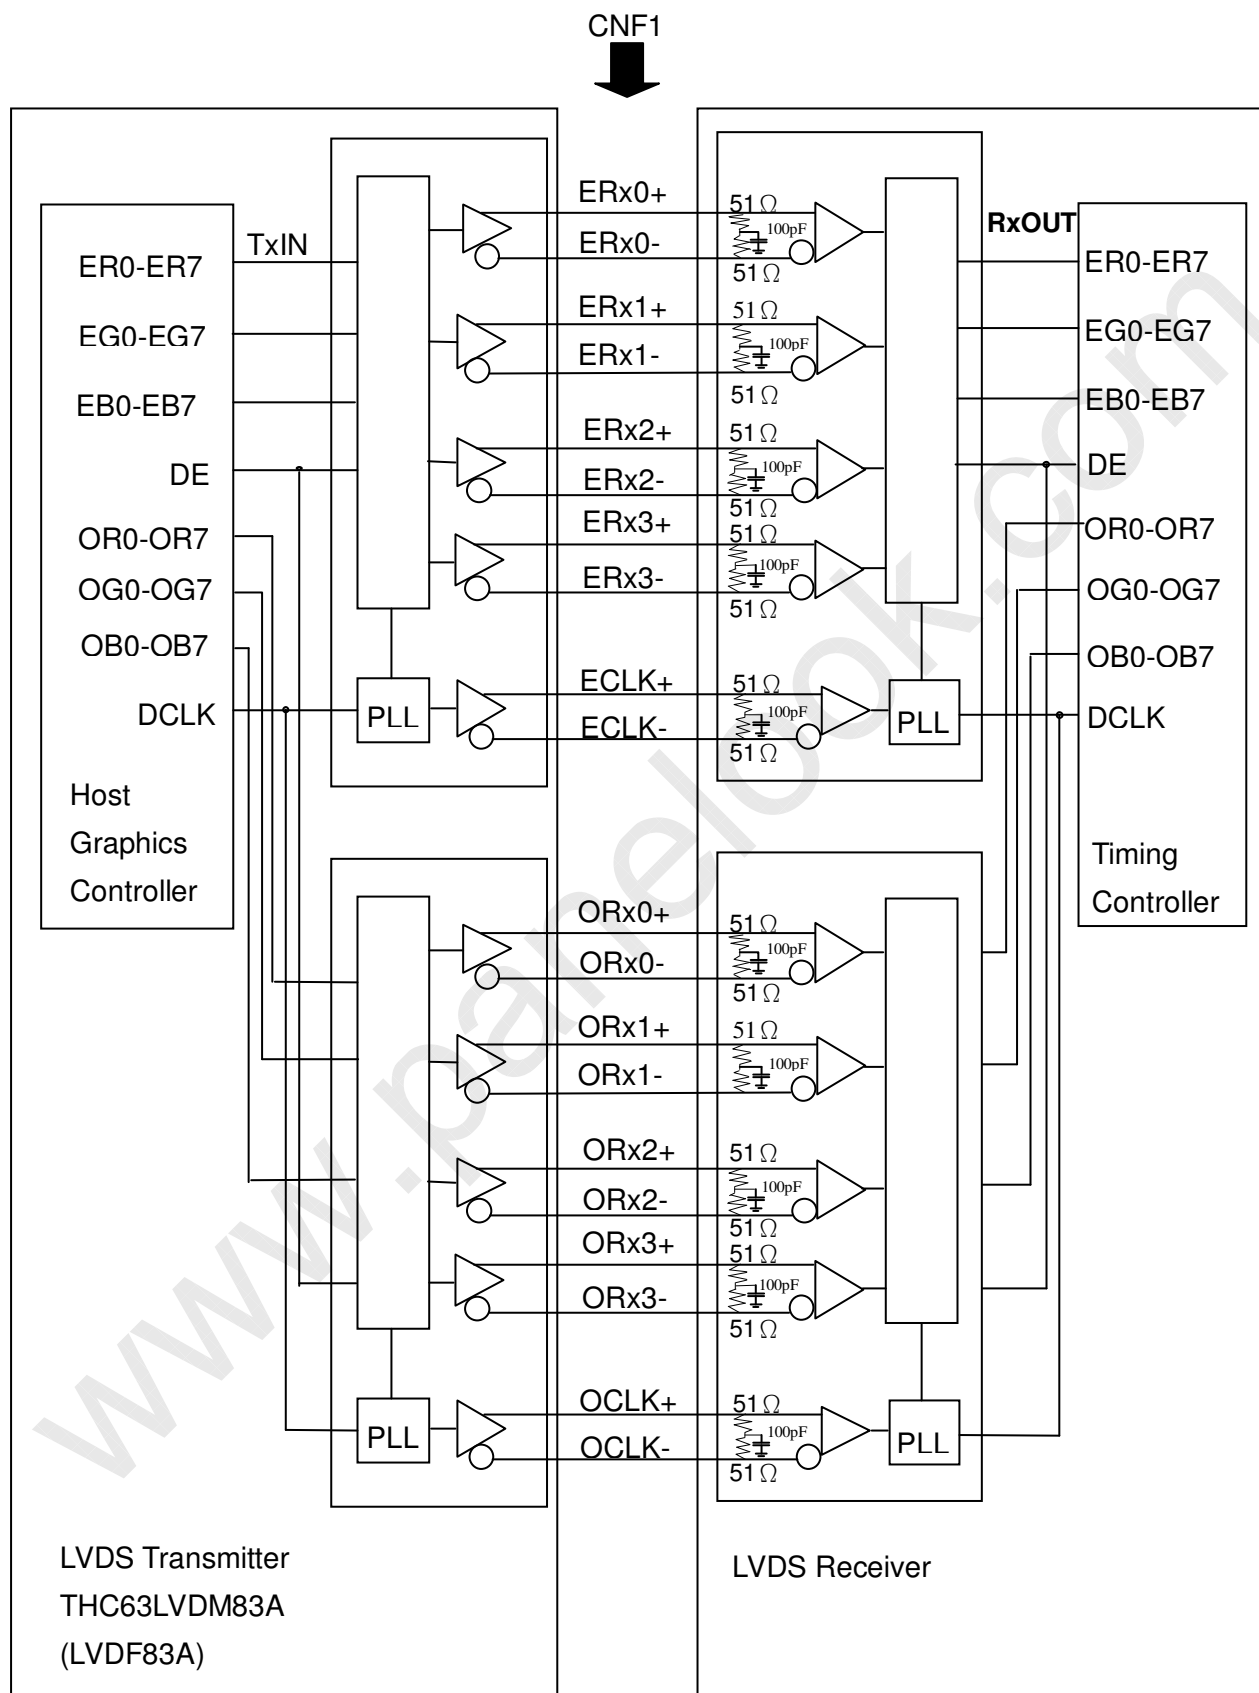 CNF1
TxIN
ER0-ER7
EG0-EG7
EB0-EB7
DE
OR0-OR7
OG0-OG7
OB0-OB7
DCLK
Host
Graphics
Controller
PLL
ERx0+
ERx0-
ERx1+
ERx1-
ERx2+
ERx2-
ERx3+
ERx3-
ECLK+
ECLK-
51Ω
100pF
51Ω
51Ω
100pF
51Ω
51Ω
100pF
51Ω
51Ω
100pF
51Ω
51Ω
100pF
51Ω
PLL
RxOUT
ER0-ER7
EG0-EG7
EB0-EB7
DE
OR0-OR7
OG0-OG7
OB0-OB7
DCLK
Timing
Controller
PLL
ORx0+
ORx0-
ORx1+
ORx1-
ORx2+
ORx2-
ORx3+
ORx3-
OCLK+
OCLK-
51Ω
100pF
51Ω
51Ω
100pF
51Ω
100pF
51Ω
51Ω
100pF
51Ω
51Ω
100pF
51Ω
PLL
LVDS Transmitter
THC63LVDM83A
(LVDF83A)
LVDS Receiver
www.panelook.com